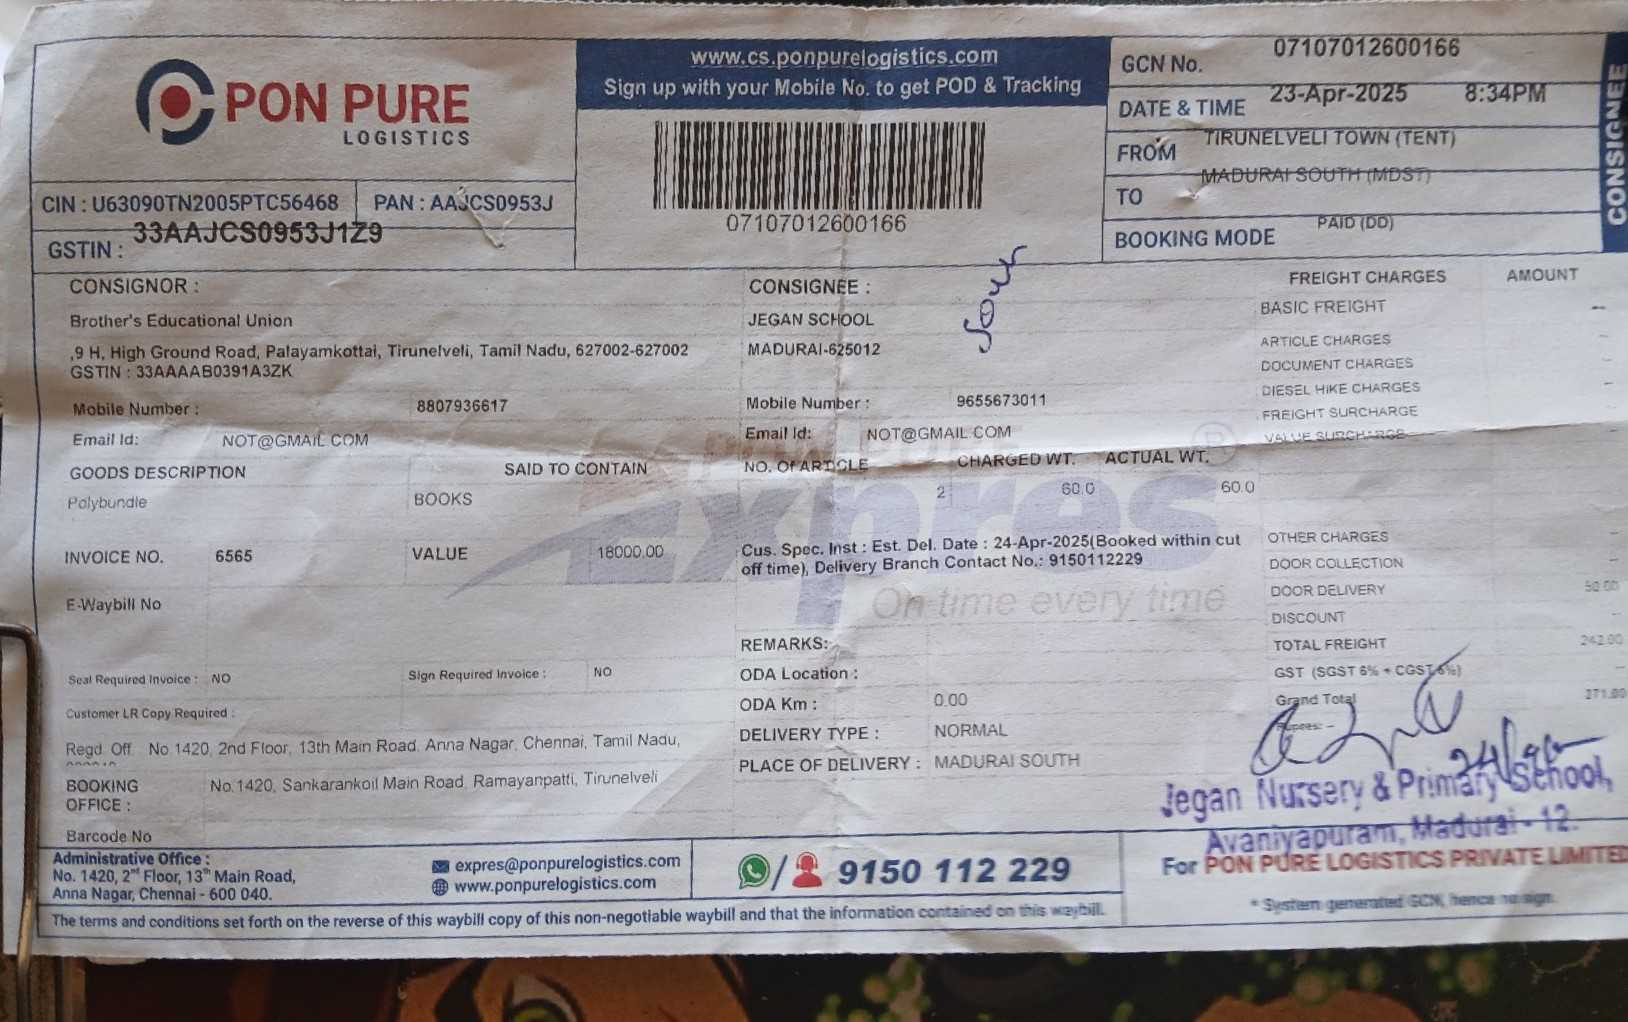 PON PURE
LOGISTICS
www.cs.ponpurelogistics.com
Sign up with your Mobile No. to get POD & Tracking
07107012600166
GCN No. 07107012600166
DATE & TIME 23-Apr-2025 8:34PM
FROM TIRUNELVELI TOWN (TENT)
TO MADURAI SOUTH (MDST)
BOOKING MODE PAID (DD)
CONSIGNEE
CIN : U63090TN2005PTC56468 PAN : AAJCS0953J
GSTIN : 33AAJCS0953J1Z9
CONSIGNOR :
Brother's Educational Union
,9 H, High Ground Road, Palayamkottai, Tirunelveli, Tamil Nadu, 627002-627002
GSTIN : 33AAAAB0391A3ZK
Mobile Number : 8807936617
Email Id: NOT@GMAIL.COM
CONSIGNEE :
JEGAN SCHOOL
MADURAI-625012
Mobile Number : 9655673011
Email Id: NOT@GMAIL.COM
FREIGHT CHARGES AMOUNT
BASIC FREIGHT --
ARTICLE CHARGES --
DOCUMENT CHARGES --
DIESEL HIKE CHARGES --
FREIGHT SURCHARGE --
VALUE SURCHARGE --
GOODS DESCRIPTION SAID TO CONTAIN NO. Of ARTICLE CHARGED WT. ACTUAL WT.
Polybundle BOOKS 2 60.0 60.0
Expres
On time every time
INVOICE NO. 6565 VALUE 18000.00
Cus. Spec. Inst : Est. Del. Date : 24-Apr-2025(Booked within cut
off time), Delivery Branch Contact No.: 9150112229
E-Waybill No
OTHER CHARGES --
DOOR COLLECTION --
DOOR DELIVERY 50.00
DISCOUNT
TOTAL FREIGHT 242.00
GST (SGST 6% + CGST 6%) --
Grand Total 271.00
Rupees: --
REMARKS:
Seal Required Invoice : NO Sign Required Invoice : NO
ODA Location :
Customer LR Copy Required :
ODA Km : 0.00
DELIVERY TYPE : NORMAL
PLACE OF DELIVERY : MADURAI SOUTH
Regd. Off. No.1420, 2nd Floor, 13th Main Road, Anna Nagar, Chennai, Tamil Nadu,
BOOKING
OFFICE : No.1420, Sankarankoil Main Road, Ramayanpatti, Tirunelveli
Barcode No
Jegan Nursery & Primary School,
Avaniyapuram, Madurai - 12.
Administrative Office :
No. 1420, 2nd Floor, 13th Main Road,
Anna Nagar, Chennai - 600 040.
expres@ponpurelogistics.com
www.ponpurelogistics.com
9150 112 229
For PON PURE LOGISTICS PRIVATE LIMITED
* System generated GCN, hence no sign.
The terms and conditions set forth on the reverse of this waybill copy of this non-negotiable waybill and that the information contained on this waybill.